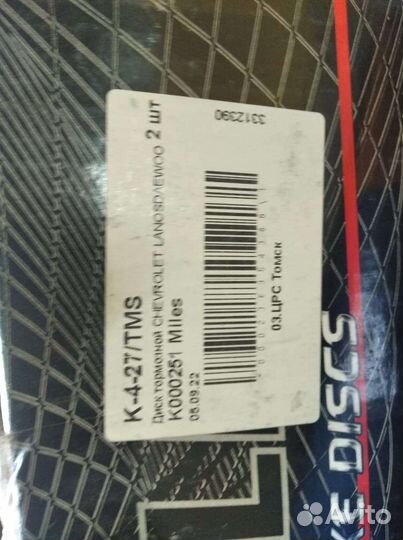 K-4-27/TMS
Диск тормозной CHEVROLET LANOS\DAEWOO 2 шт
K000251 Miles
05.09.22
03.ЦРС Томск
3312390
KE DISCS
Avito